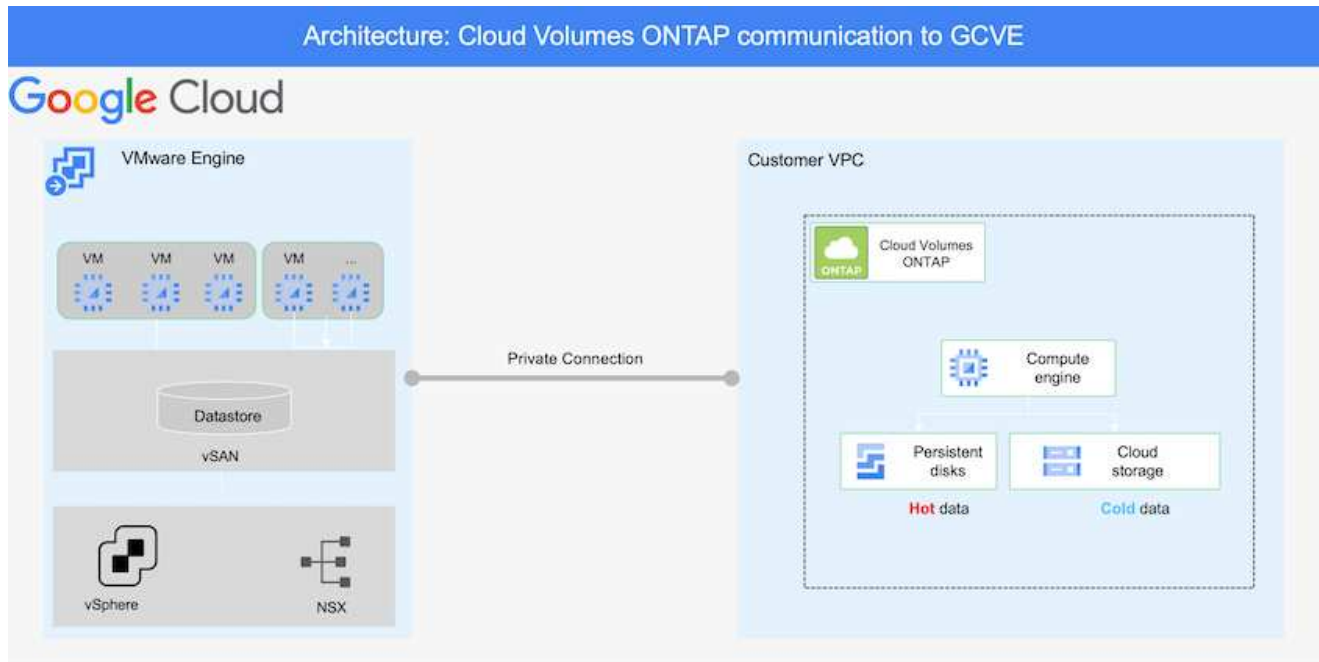 Architecture: Cloud Volumes ONTAP communication to GCVE
Google Cloud
VMware Engine
VM VM VM VM ...
Datastore
vSAN
vSphere
NSX
Private Connection
Customer VPC
ONTAP
Cloud Volumes
ONTAP
Compute
engine
Persistent
disks
Hot data
Cloud
storage
Cold data